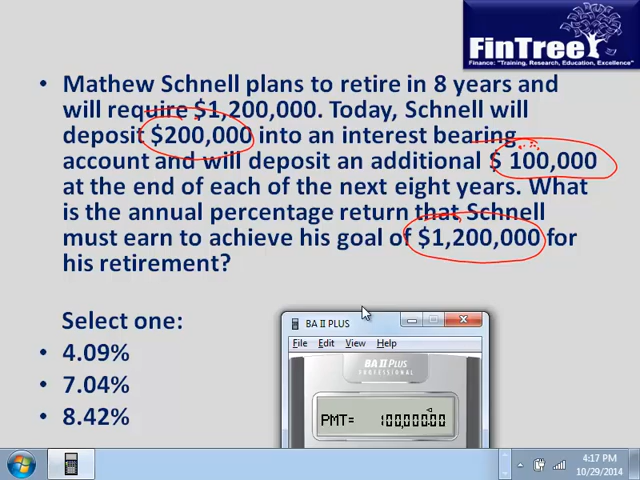 FinTree
Finance: "Training, Research, Education, Excellence"
• Mathew Schnell plans to retire in 8 years and
will require $1,200,000. Today, Schnell will
deposit $200,000 into an interest bearing
account and will deposit an additional $ 100,000
at the end of each of the next eight years. What
is the annual percentage return that Schnell
must earn to achieve his goal of $1,200,000 for
his retirement?
Select one:
• 4.09%
• 7.04%
• 8.42%
BA II PLUS
File Edit View Help
BA II PLUS
PROFESSIONAL
PMT= 100,000.00
4:17 PM
10/29/2014